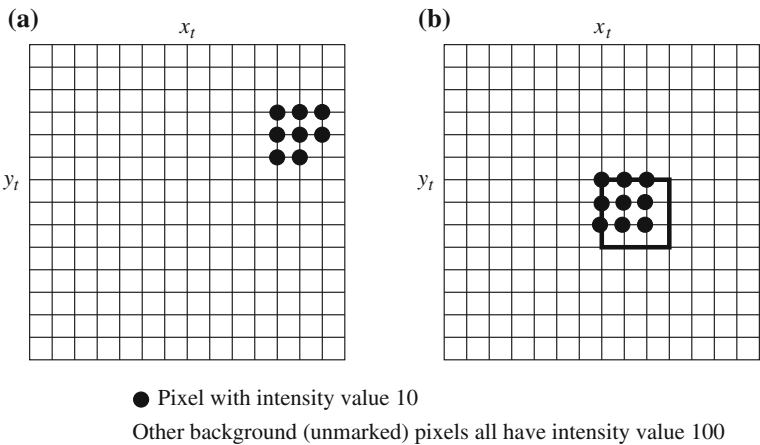 (a)
x_t
(b)
x_t
y_t
y_t
Pixel with intensity value 10
Other background (unmarked) pixels all have intensity value 100